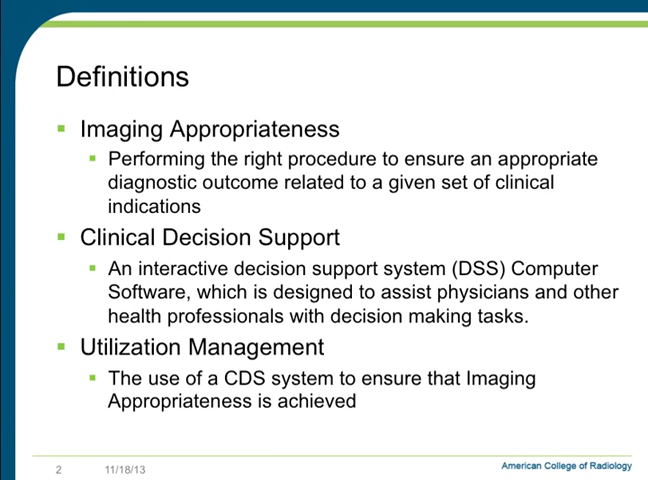 Definitions
Imaging Appropriateness
Performing the right procedure to ensure an appropriate
diagnostic outcome related to a given set of clinical
indications
Clinical Decision Support
An interactive decision support system (DSS) Computer
Software, which is designed to assist physicians and other
health professionals with decision making tasks.
Utilization Management
The use of a CDS system to ensure that Imaging
Appropriateness is achieved
2 11/18/13 American College of Radiology